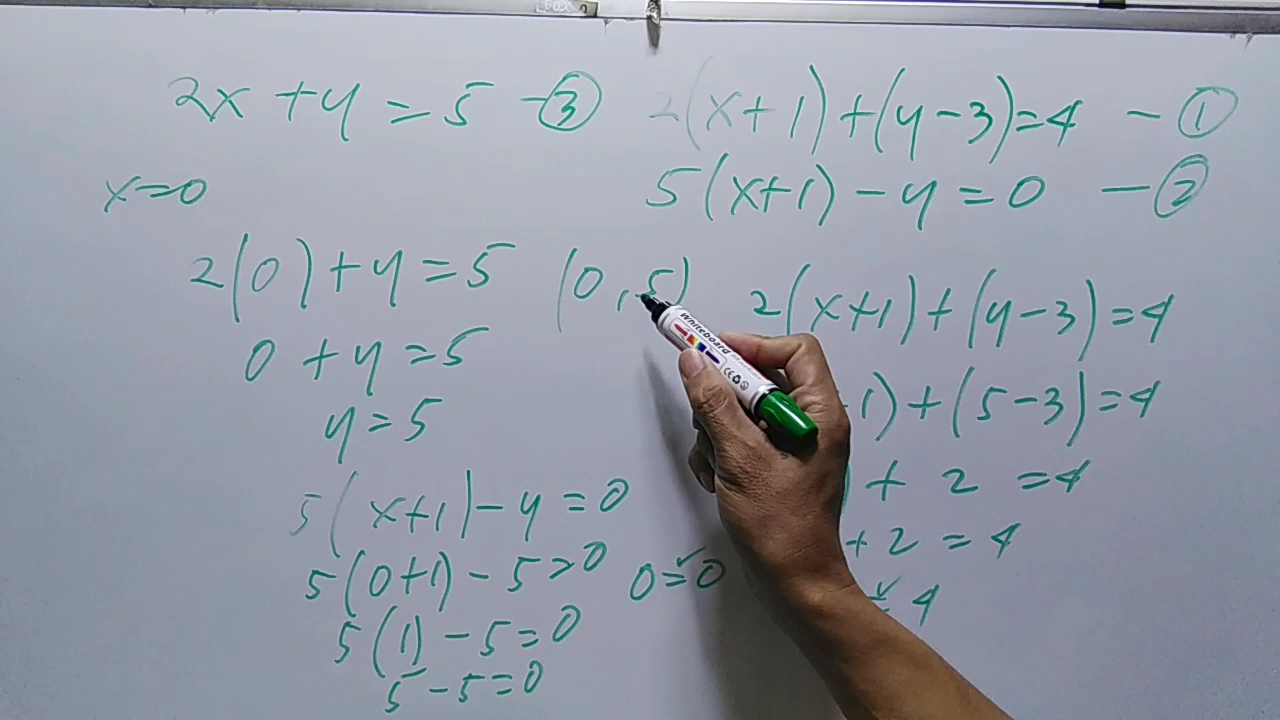 2x + y = 5 - ③
x=0
2(0) + y = 5
0 + y = 5
y = 5
5(x+1) - y = 0
5(0+1) - 5 = 0
5(1) - 5 = 0
5 - 5 = 0
0 = 0 ✓
(0, 5)
2(x+1) + (y-3) = 4 - ①
5(x+1) - y = 0 - ②
2(x+1) + (y-3) = 4
1) + (5-3) = 4
+ 2 = 4
+ 2 = 4
= 4 ✓
Whiteboard
CE